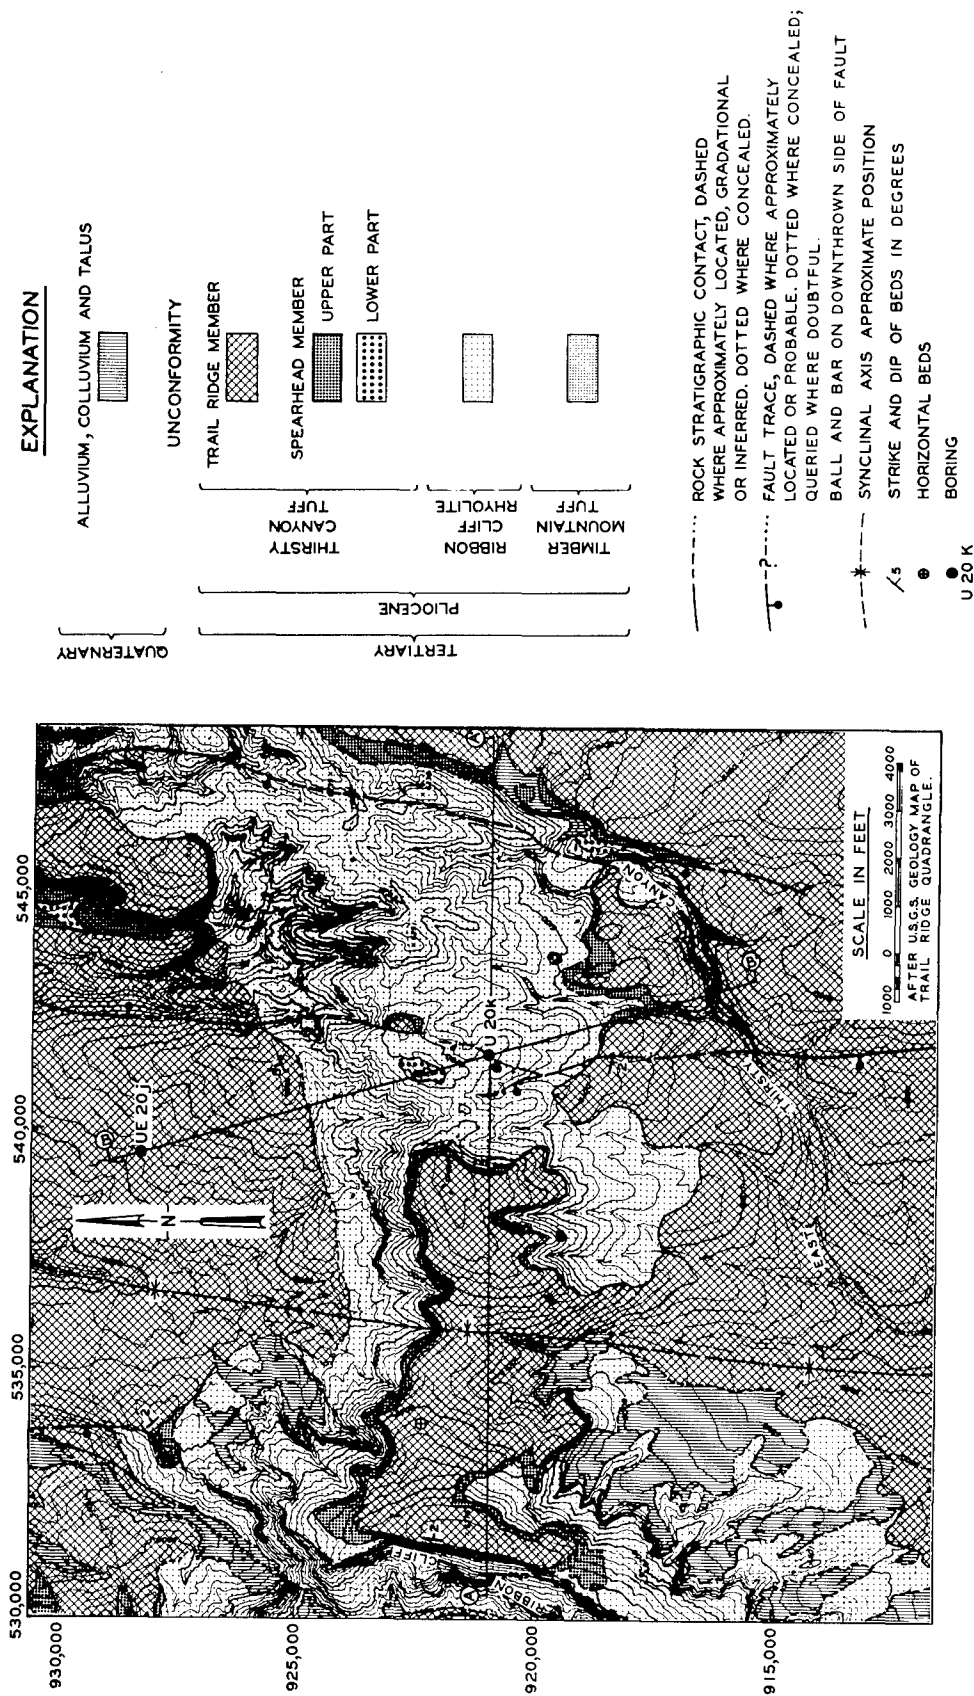 EXPLANATION
QUATERNARY
ALLUVIUM, COLLUVIUM AND TALUS
UNCONFORMITY
TERTIARY
PLIOCENE
THIRSTY
CANYON
TUFF
TRAIL RIDGE MEMBER
SPEARHEAD MEMBER
UPPER PART
LOWER PART
RIBBON
CLIFF
RHYOLITE
TIMBER
MOUNTAIN
TUFF
ROCK STRATIGRAPHIC CONTACT, DASHED
WHERE APPROXIMATELY LOCATED, GRADATIONAL
OR INFERRED. DOTTED WHERE CONCEALED.
?
FAULT TRACE, DASHED WHERE APPROXIMATELY
LOCATED OR PROBABLE. DOTTED WHERE CONCEALED;
QUERIED WHERE DOUBTFUL.
BALL AND BAR ON DOWNTHROWN SIDE OF FAULT
SYNCLINAL AXIS APPROXIMATE POSITION
5
STRIKE AND DIP OF BEDS IN DEGREES
HORIZONTAL BEDS
U 20 K
BORING
530,000
535,000
540,000
545,000
930,000
925,000
920,000
915,000
N
B
UE 20j
U 20K
A
A'
RIBBON
CLIFF
CANYON
THIRSTY
EAST
SCALE IN FEET
1000 0 1000 2000 3000 4000
AFTER U.S.G.S. GEOLOGY MAP OF
TRAIL RIDGE QUADRANGLE.